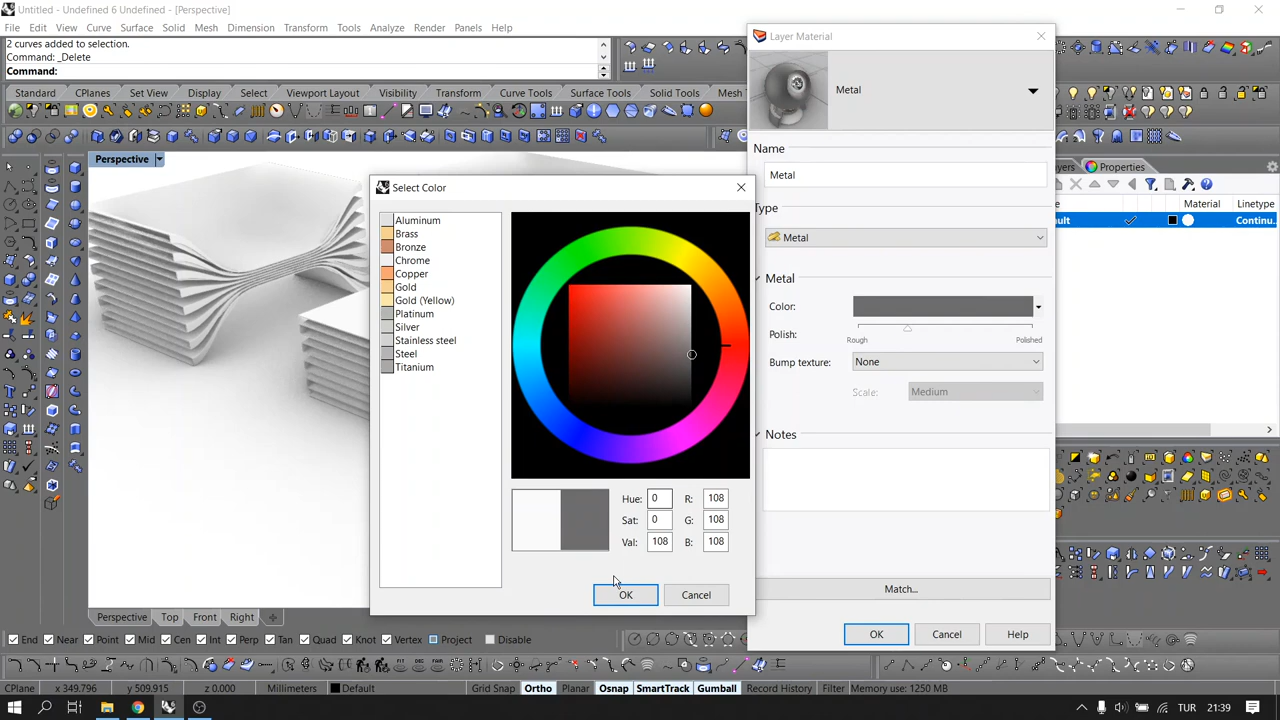 Untitled - Undefined 6 Undefined - [Perspective]
File Edit View Curve Surface Solid Mesh Dimension Transform Tools Analyze Render Panels Help
2 curves added to selection.
Command: _Delete
Command:
Standard CPlanes Set View Display Select Viewport Layout Visibility Transform Curve Tools Surface Tools Solid Tools Mesh T
Perspective
Layer Material
Metal
Name
Metal
Type
Metal
Metal
Color:
Polish:
Rough Polished
Bump texture: None
Scale: Medium
Notes
Match...
OK Cancel Help
Select Color
Aluminum
Brass
Bronze
Chrome
Copper
Gold
Gold (Yellow)
Platinum
Silver
Stainless steel
Steel
Titanium
Hue: 0 R: 108
Sat: 0 G: 108
Val: 108 B: 108
OK Cancel
yers Properties
Material Linetype
ult Continu...
Perspective Top Front Right
End Near Point Mid Cen Int Perp Tan Quad Knot Vertex Project Disable
CPlane x 349.796 y 509.915 z 0.000 Millimeters Default Grid Snap Ortho Planar Osnap SmartTrack Gumball Record History Filter Memory use: 1250 MB
TUR 21:39